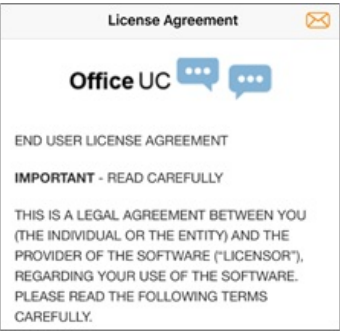 License Agreement
Office UC
END USER LICENSE AGREEMENT
IMPORTANT - READ CAREFULLY
THIS IS A LEGAL AGREEMENT BETWEEN YOU
(THE INDIVIDUAL OR THE ENTITY) AND THE
PROVIDER OF THE SOFTWARE (“LICENSOR”),
REGARDING YOUR USE OF THE SOFTWARE.
PLEASE READ THE FOLLOWING TERMS
CAREFULLY.